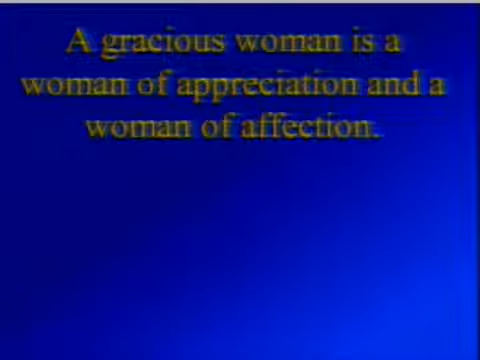 A gracious woman is a
woman of appreciation and a
woman of affection.